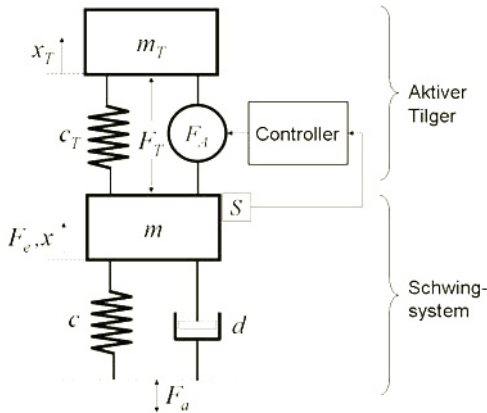 x_T
m_T
Aktiver
Tilger
c_T
F_T
F_A
Controller
S
F_e, x
m
Schwing-
system
c
d
F_a